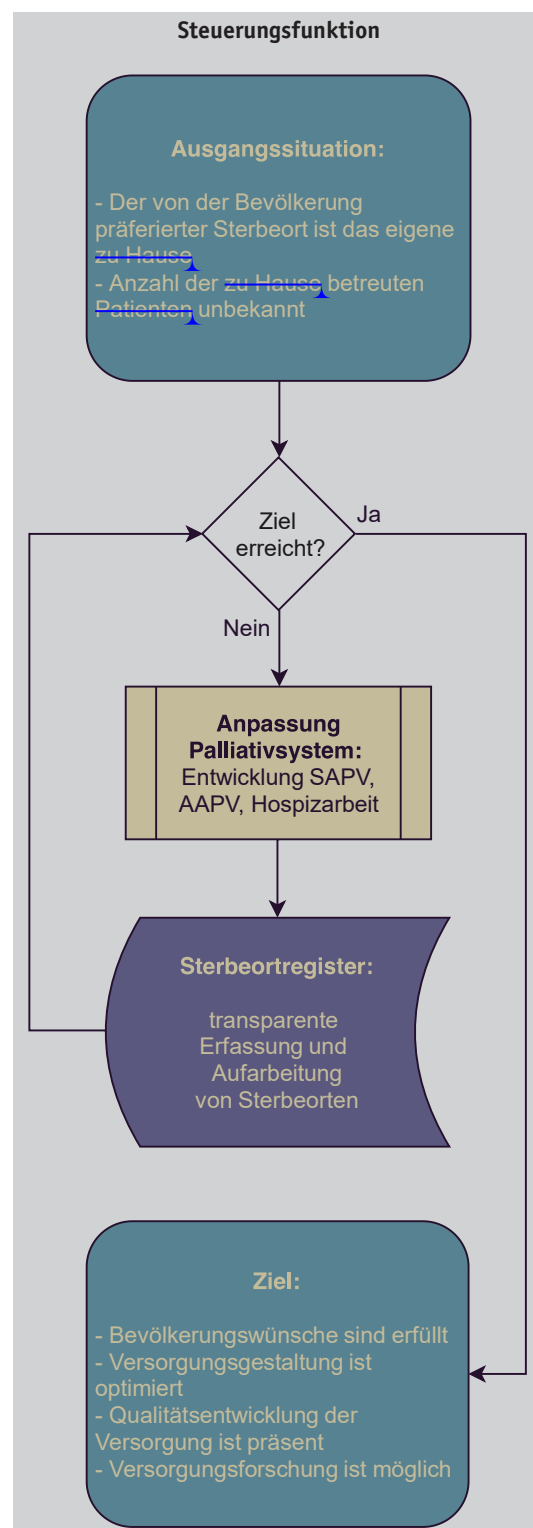 Steuerungsfunktion
Ausgangssituation:
- Der von der Bevölkerung
präferierter Sterbeort ist das eigene
zu Hause
- Anzahl der zu Hause betreuten
Patienten unbekannt
Ziel
erreicht?
Ja
Nein
Anpassung
Palliativsystem:
Entwicklung SAPV,
AAPV, Hospizarbeit
Sterbeortregister:
transparente
Erfassung und
Aufarbeitung
von Sterbeorten
Ziel:
- Bevölkerungswünsche sind erfüllt
- Versorgungsgestaltung ist
optimiert
- Qualitätsentwicklung der
Versorgung ist präsent
- Versorgungsforschung ist möglich